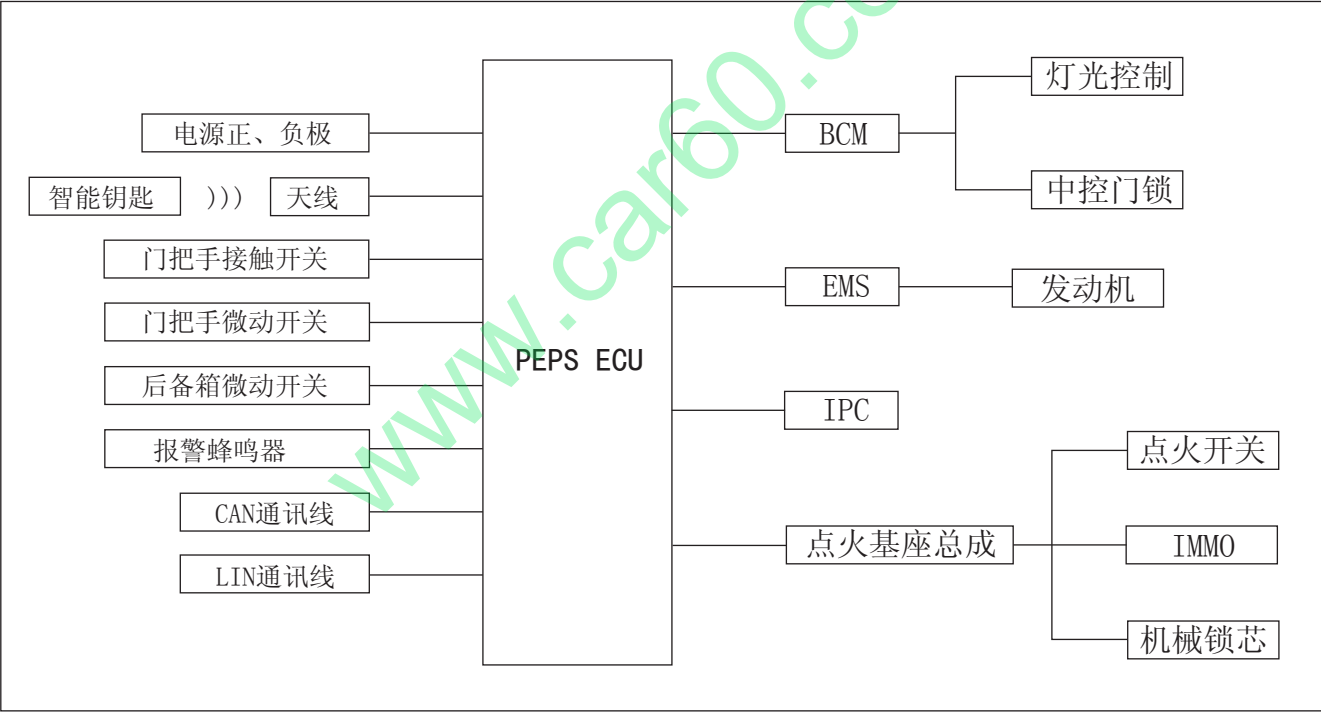 电源正、负极
智能钥匙 ))) 天线
门把手接触开关
门把手微动开关
后备箱微动开关
报警蜂鸣器
CAN通讯线
LIN通讯线
PEPS ECU
BCM
灯光控制
中控门锁
EMS
发动机
IPC
点火基座总成
点火开关
IMMO
机械锁芯
www.car60.co